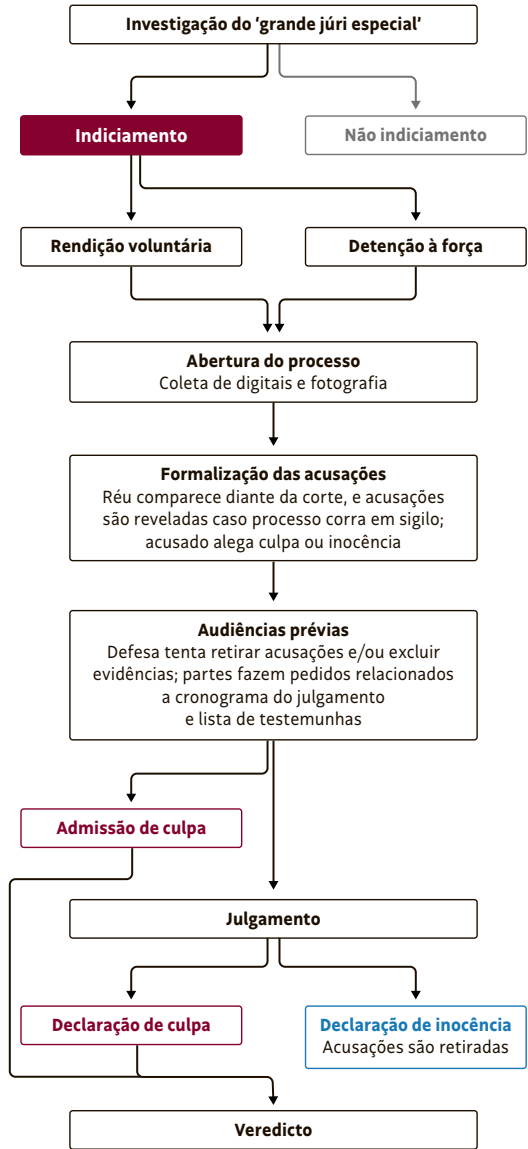 Investigação do ‘grande júri especial’
Indiciamento
Não indiciamento
Rendição voluntária
Detenção à força
Abertura do processo
Coleta de digitais e fotografia
Formalização das acusações
Réu comparece diante da corte, e acusações
são reveladas caso processo corra em sigilo;
acusado alega culpa ou inocência
Audiências prévias
Defesa tenta retirar acusações e/ou excluir
evidências; partes fazem pedidos relacionados
a cronograma do julgamento
e lista de testemunhas
Admissão de culpa
Julgamento
Declaração de culpa
Declaração de inocência
Acusações são retiradas
Veredicto